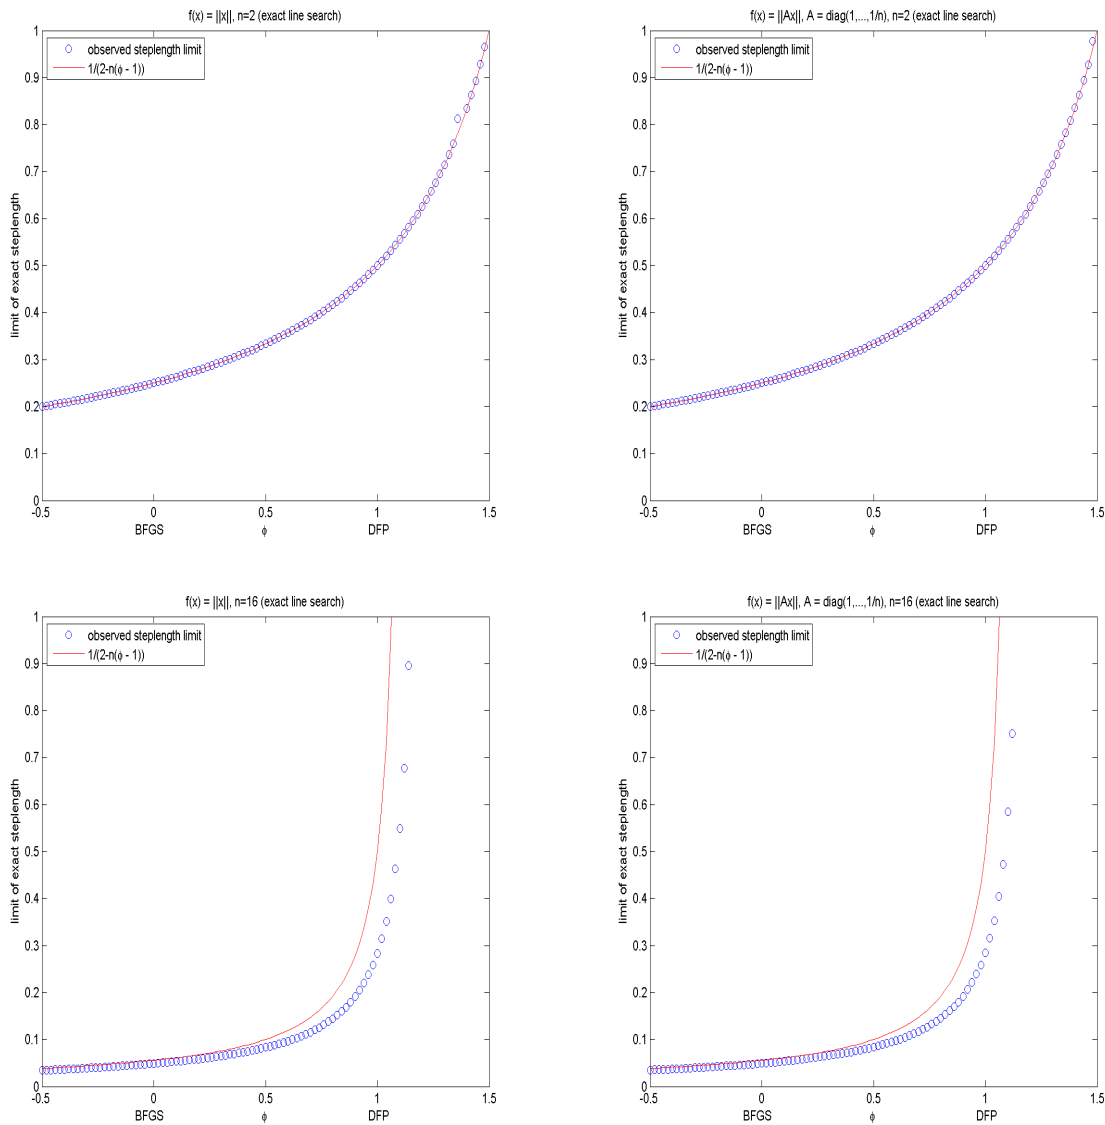 f(x) = ||x||, n=2 (exact line search)
observed steplength limit
1/(2-n(ϕ - 1))
limit of exact steplength
1
0.9
0.8
0.7
0.6
0.5
0.4
0.3
0.2
0.1
0
-0.5 0 0.5 1 1.5
BFGS ϕ DFP
f(x) = ||Ax||, A = diag(1,...,1/n), n=2 (exact line search)
observed steplength limit
1/(2-n(ϕ - 1))
limit of exact steplength
1
0.9
0.8
0.7
0.6
0.5
0.4
0.3
0.2
0.1
0
-0.5 0 0.5 1 1.5
BFGS ϕ DFP
f(x) = ||x||, n=16 (exact line search)
observed steplength limit
1/(2-n(ϕ - 1))
limit of exact steplength
1
0.9
0.8
0.7
0.6
0.5
0.4
0.3
0.2
0.1
0
-0.5 0 0.5 1 1.5
BFGS ϕ DFP
f(x) = ||Ax||, A = diag(1,...,1/n), n=16 (exact line search)
observed steplength limit
1/(2-n(ϕ - 1))
limit of exact steplength
1
0.9
0.8
0.7
0.6
0.5
0.4
0.3
0.2
0.1
0
-0.5 0 0.5 1 1.5
BFGS ϕ DFP